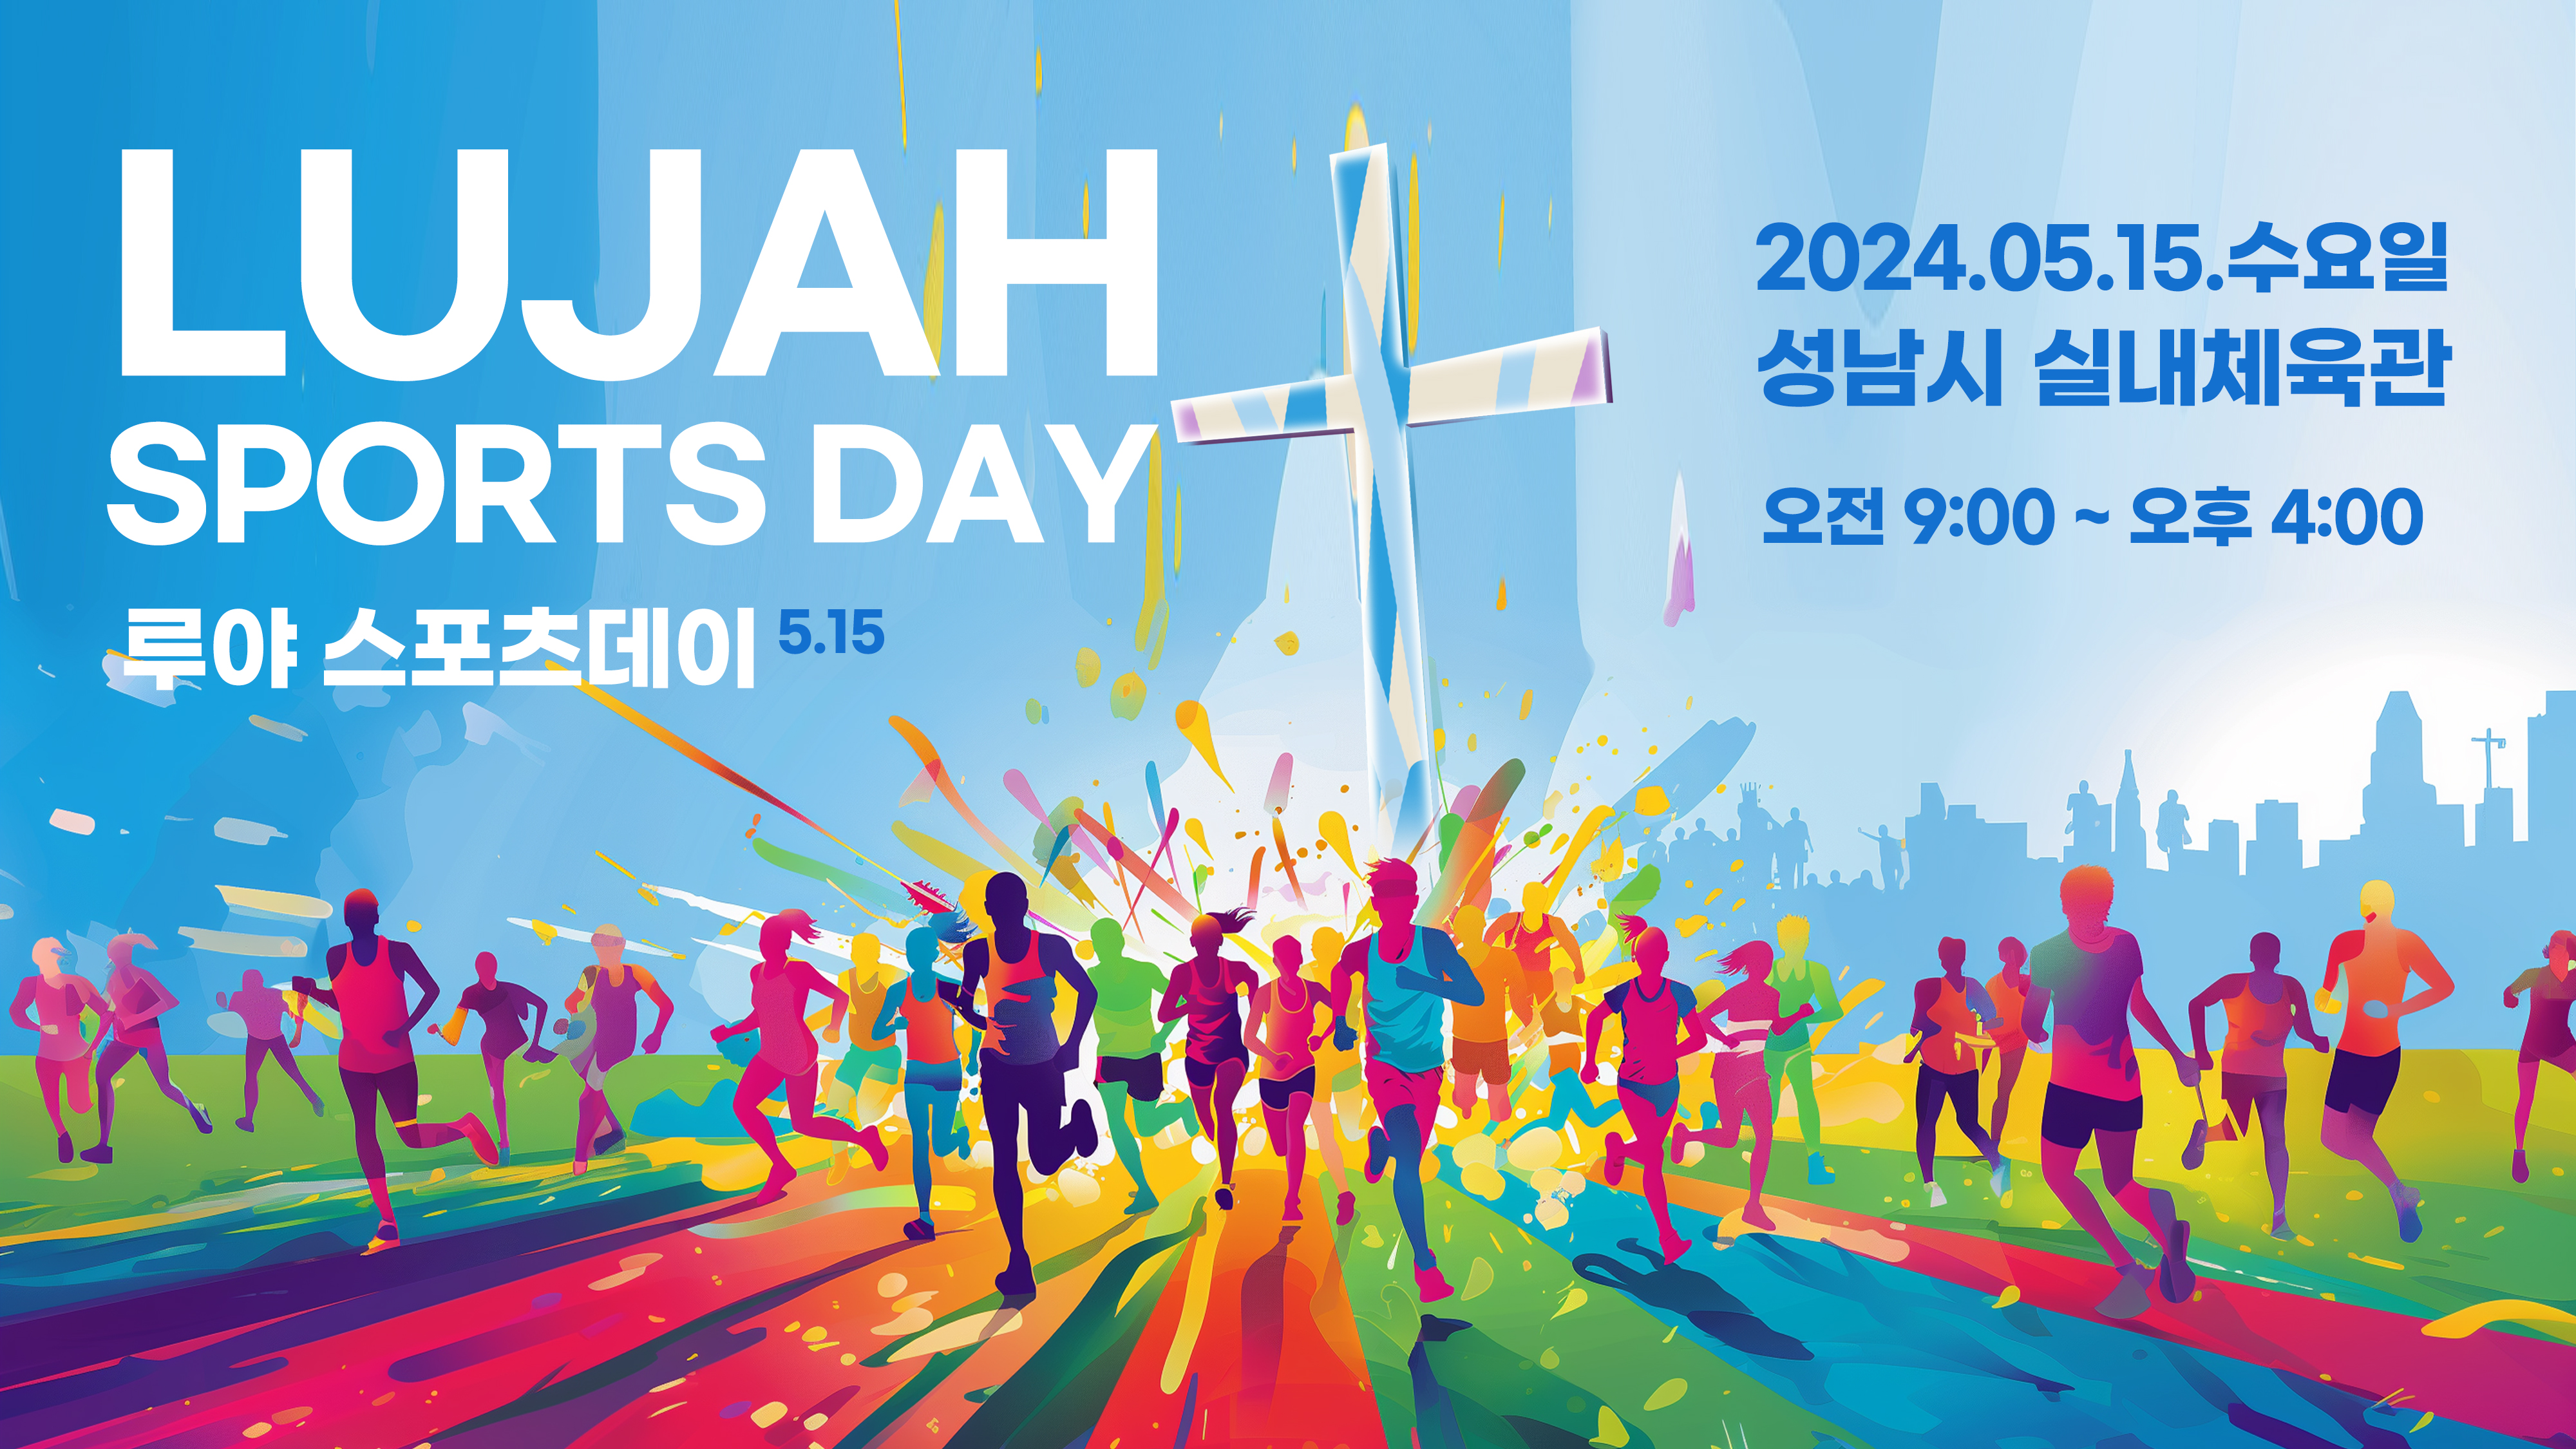 LUJAH
SPORTS DAY
루야 스포츠데이 5.15
2024.05.15.수요일
성남시 실내체육관
오전 9:00 ~ 오후 4:00